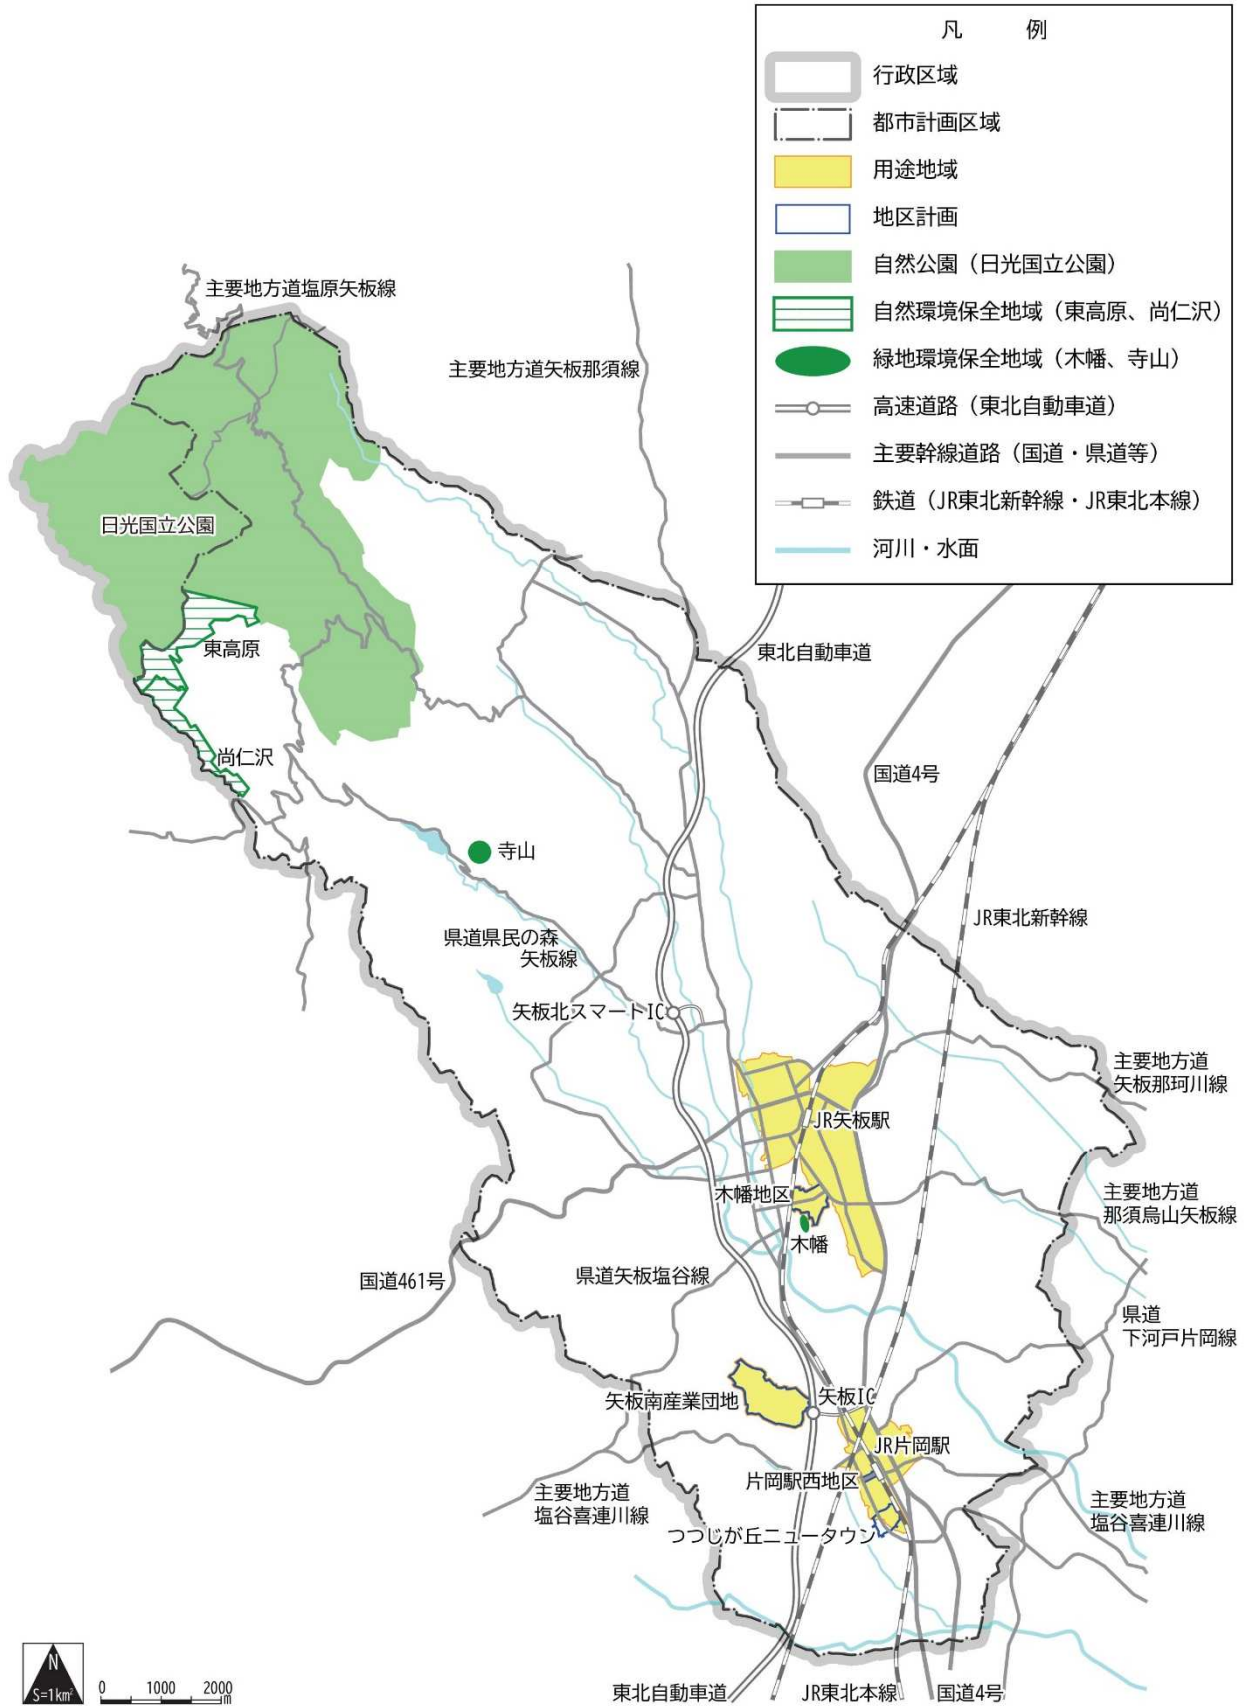 凡　例
行政区域
都市計画区域
用途地域
地区計画
自然公園（日光国立公園）
自然環境保全地域（東高原、尚仁沢）
緑地環境保全地域（木幡、寺山）
高速道路（東北自動車道）
主要幹線道路（国道・県道等）
鉄道（JR東北新幹線・JR東北本線）
河川・水面
主要地方道塩原矢板線
主要地方道矢板那須線
日光国立公園
東高原
東北自動車道
尚仁沢
国道4号
寺山
JR東北新幹線
県道県民の森
矢板線
矢板北スマートIC
主要地方道
矢板那珂川線
JR矢板駅
木幡地区
主要地方道
那須烏山矢板線
木幡
国道461号
県道矢板塩谷線
県道
下河戸片岡線
矢板南産業団地
矢板IC
JR片岡駅
片岡駅西地区
主要地方道
塩谷喜連川線
主要地方道
塩谷喜連川線
つつじが丘ニュータウン
N
S=1km²
0 1000 2000
m
東北自動車道
JR東北本線
国道4号